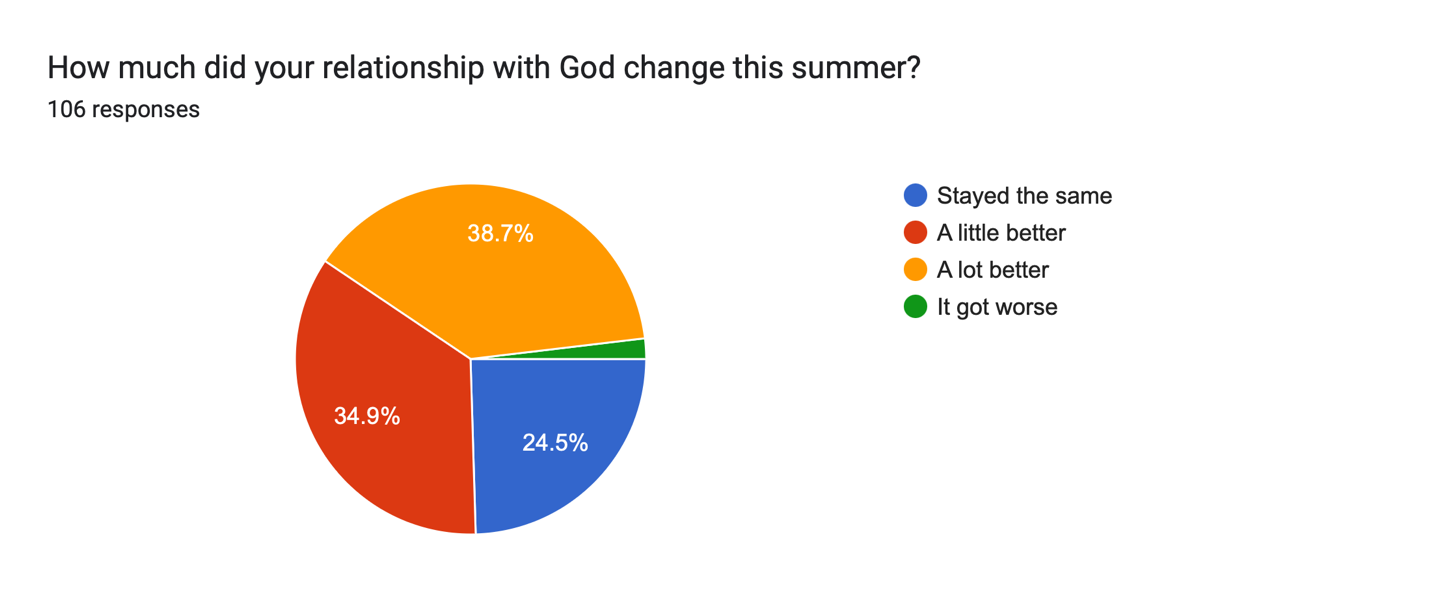 How much did your relationship with God change this summer?
106 responses
38.7%
34.9%
24.5%
Stayed the same
A little better
A lot better
It got worse